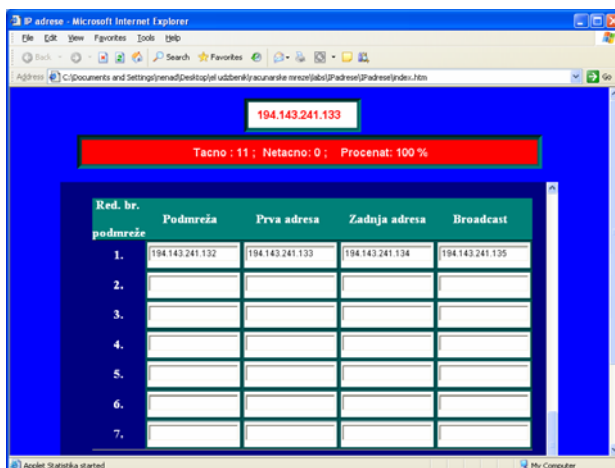 IP adrese - Microsoft Internet Explorer
File Edit View Favorites Tools Help
Back Search Favorites
Address C:\Documents and Settings\nenad\Desktop\el udzbenik\racunarske mreze\labs\IPadrese\IPadrese\index.htm Go
194.143.241.133
Tacno : 11 ; Netacno: 0 ; Procenat: 100 %
Red. br. podmreže Podmreža Prva adresa Zadnja adresa Broadcast
1. 194.143.241.132 194.143.241.133 194.143.241.134 194.143.241.135
2.
3.
4.
5.
6.
7.
Applet Statistika started My Computer